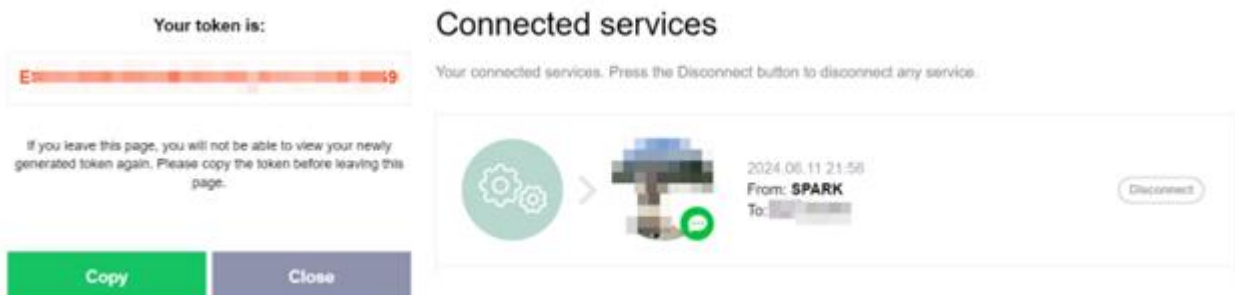 Your token is:
If you leave this page, you will not be able to view your newly
generated token again. Please copy the token before leaving this
page.
Copy
Close
Connected services
Your connected services. Press the Disconnect button to disconnect any service.
2024.06.11 21:56
From: SPARK
To:
Disconnect